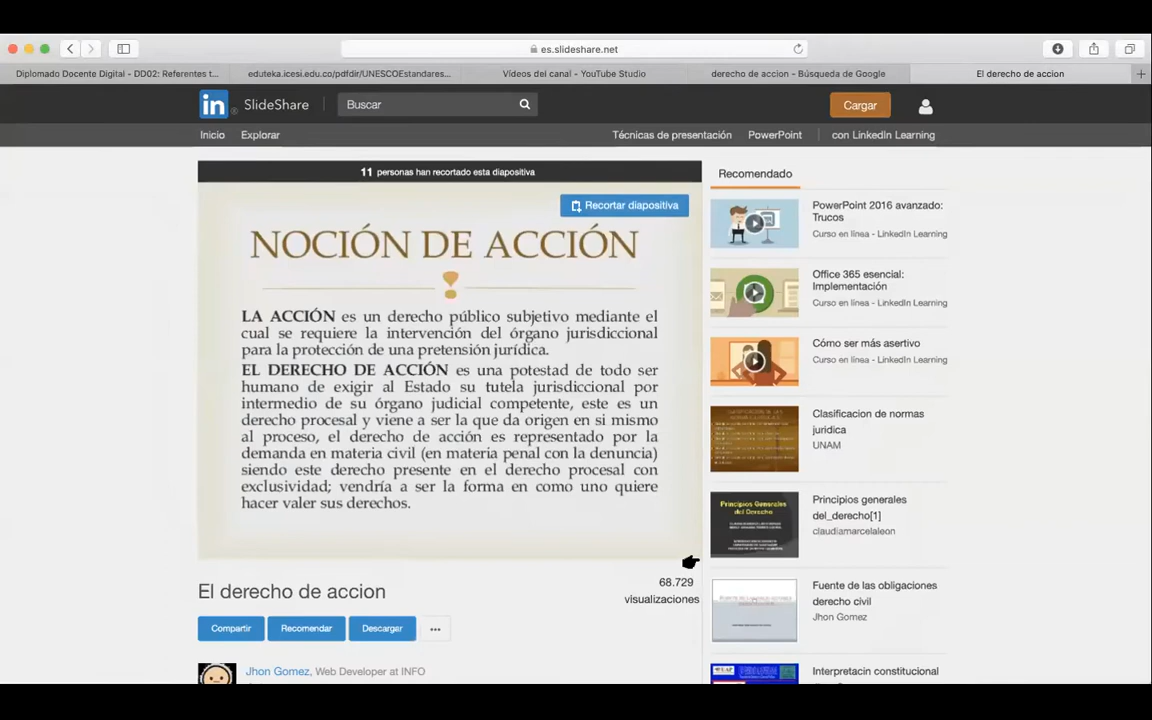 es.slideshare.net
Diplomado Docente Digital - DD02: Referentes t...
eduteka.icesi.edu.co/pdfdir/UNESCOEstandares...
Vídeos del canal - YouTube Studio
derecho de accion - Búsqueda de Google
El derecho de accion
in SlideShare
Buscar
Cargar
Inicio
Explorar
Técnicas de presentación
PowerPoint
con LinkedIn Learning
11 personas han recortado esta diapositiva
Recortar diapositiva
NOCIÓN DE ACCIÓN
LA ACCIÓN es un derecho público subjetivo mediante el
cual se requiere la intervención del órgano jurisdiccional
para la protección de una pretensión jurídica.
EL DERECHO DE ACCIÓN es una potestad de todo ser
humano de exigir al Estado su tutela jurisdiccional por
intermedio de su órgano judicial competente, este es un
derecho procesal y viene a ser la que da origen en si mismo
al proceso, el derecho de acción es representado por la
demanda en materia civil (en materia penal con la denuncia)
siendo este derecho presente en el derecho procesal con
exclusividad; vendría a ser la forma en como uno quiere
hacer valer sus derechos.
El derecho de accion
68.729
visualizaciones
Compartir
Recomendar
Descargar
Jhon Gomez, Web Developer at INFO
Recomendado
PowerPoint 2016 avanzado:
Trucos
Curso en línea - LinkedIn Learning
Office 365 esencial:
Implementación
Curso en línea - LinkedIn Learning
Cómo ser más asertivo
Curso en línea - LinkedIn Learning
Clasificacion de normas
juridica
UNAM
Principios Generales
del Derecho
Principios generales
del_derecho[1]
claudiamarcelaleon
Fuente de las obligaciones
derecho civil
Jhon Gomez
Interpretacin constitucional